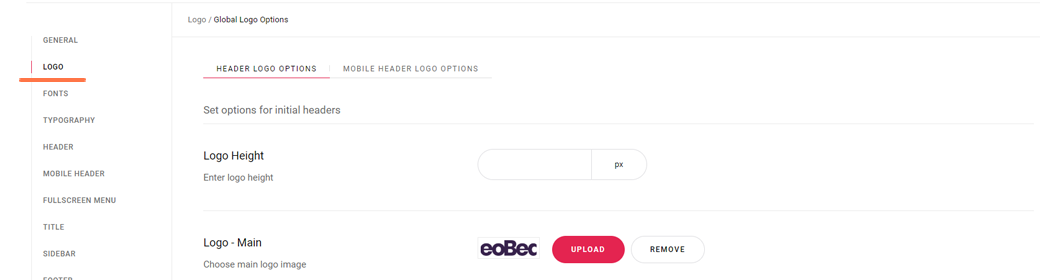 Logo / Global Logo Options
GENERAL
LOGO
FONTS
TYPOGRAPHY
HEADER
MOBILE HEADER
FULLSCREEN MENU
TITLE
SIDEBAR
FOOTER
HEADER LOGO OPTIONS
MOBILE HEADER LOGO OPTIONS
Set options for initial headers
Logo Height
Enter logo height
px
Logo - Main
Choose main logo image
UPLOAD
REMOVE